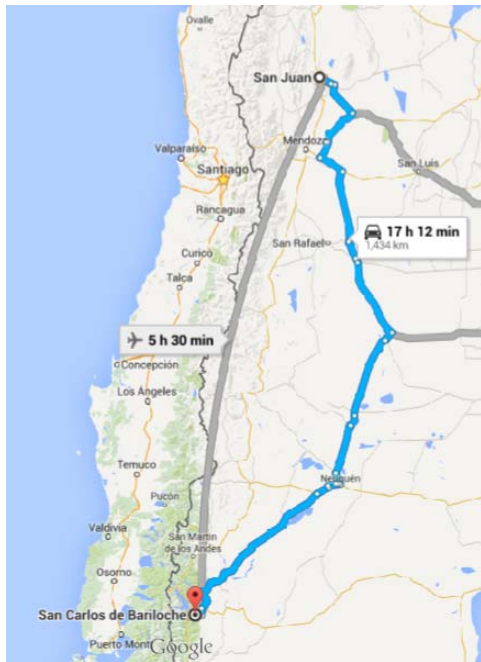 Ovalle
San Juan
Mendoza
Valparaíso
San Luis
Santiago
Rancagua
17 h 12 min
1,434 km
San Rafael
Curicó
Talca
5 h 30 min
Concepción
Los Ángeles
Temuco
Neuquén
Pucón
Valdivia
San Martin
de los Andes
Osorno
San Carlos de Bariloche
Puerto Mont
Google